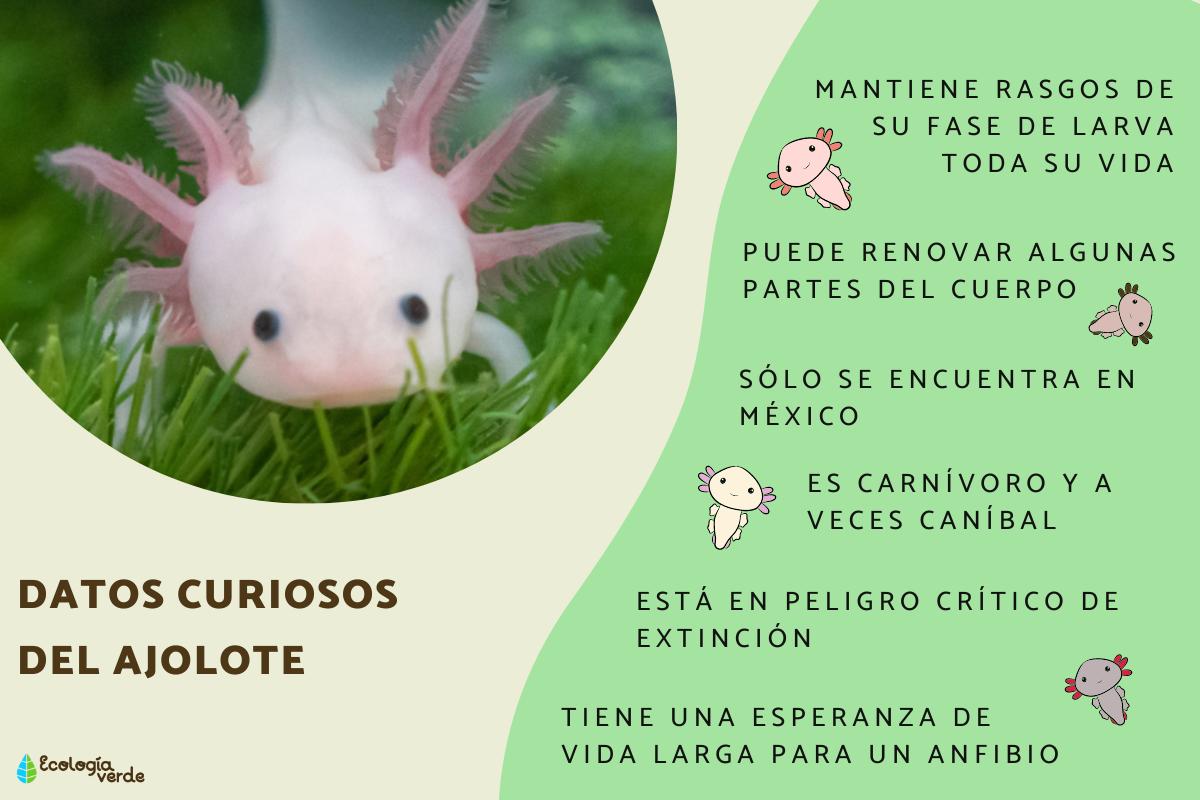 MANTIENE RASGOS DE
SU FASE DE LARVA
TODA SU VIDA
PUEDE RENOVAR ALGUNAS
PARTES DEL CUERPO
SÓLO SE ENCUENTRA EN
MÉXICO
ES CARNÍVORO Y A
VECES CANÍBAL
ESTÁ EN PELIGRO CRÍTICO DE
EXTINCIÓN
TIENE UNA ESPERANZA DE
VIDA LARGA PARA UN ANFIBIO
DATOS CURIOSOS
DEL AJOLOTE
Ecología
verde